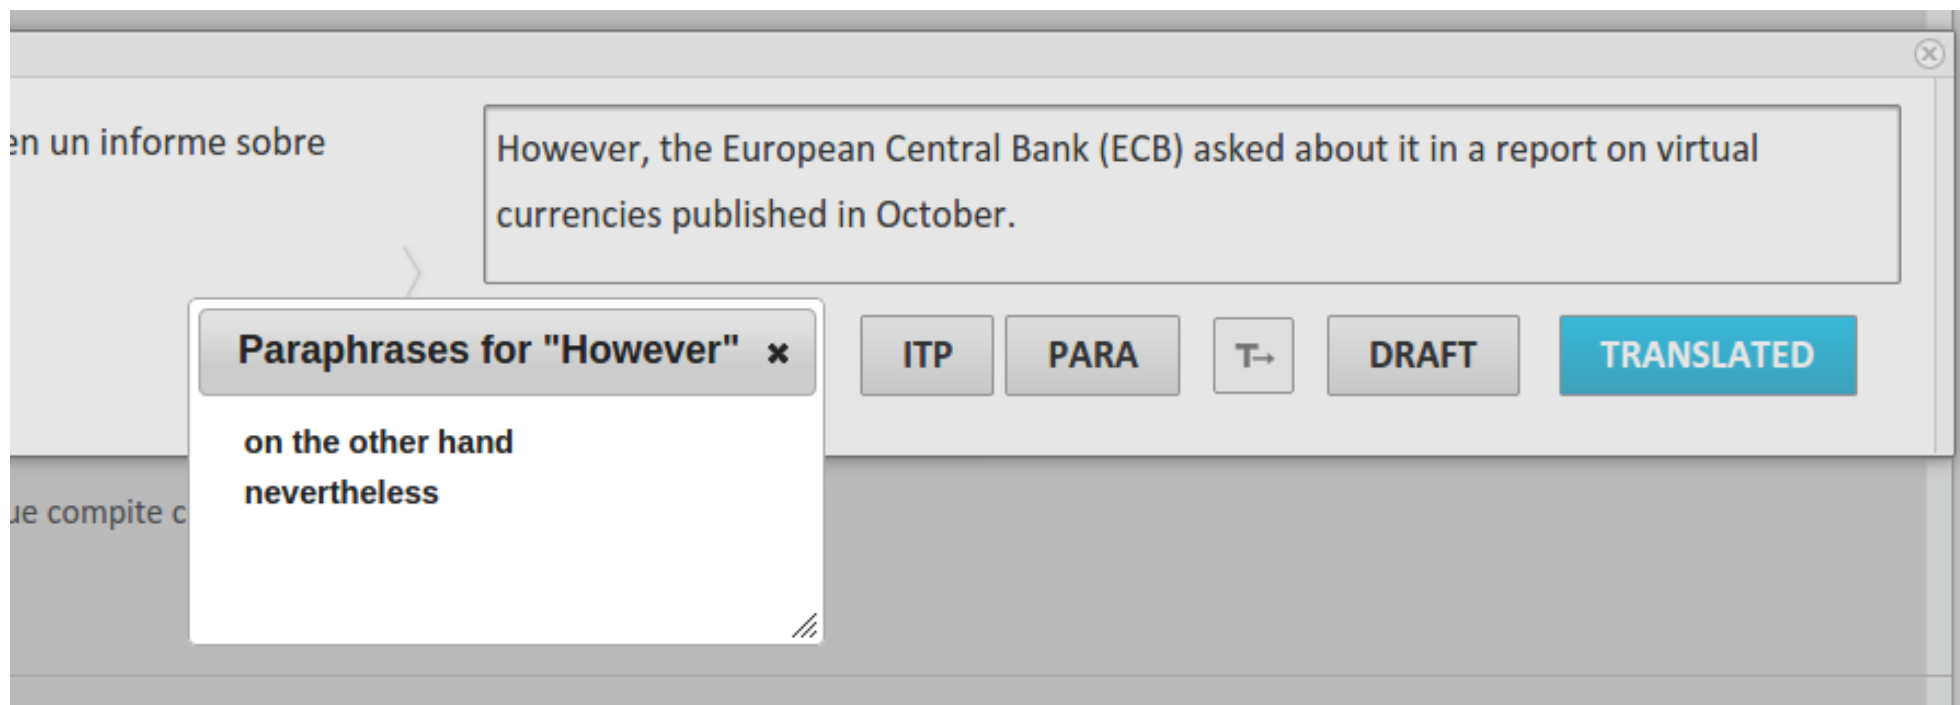 en un informe sobre
However, the European Central Bank (ECB) asked about it in a report on virtual
currencies published in October.
Paraphrases for "However" ×
ITP PARA T→ DRAFT TRANSLATED
on the other hand
nevertheless
ue compite c